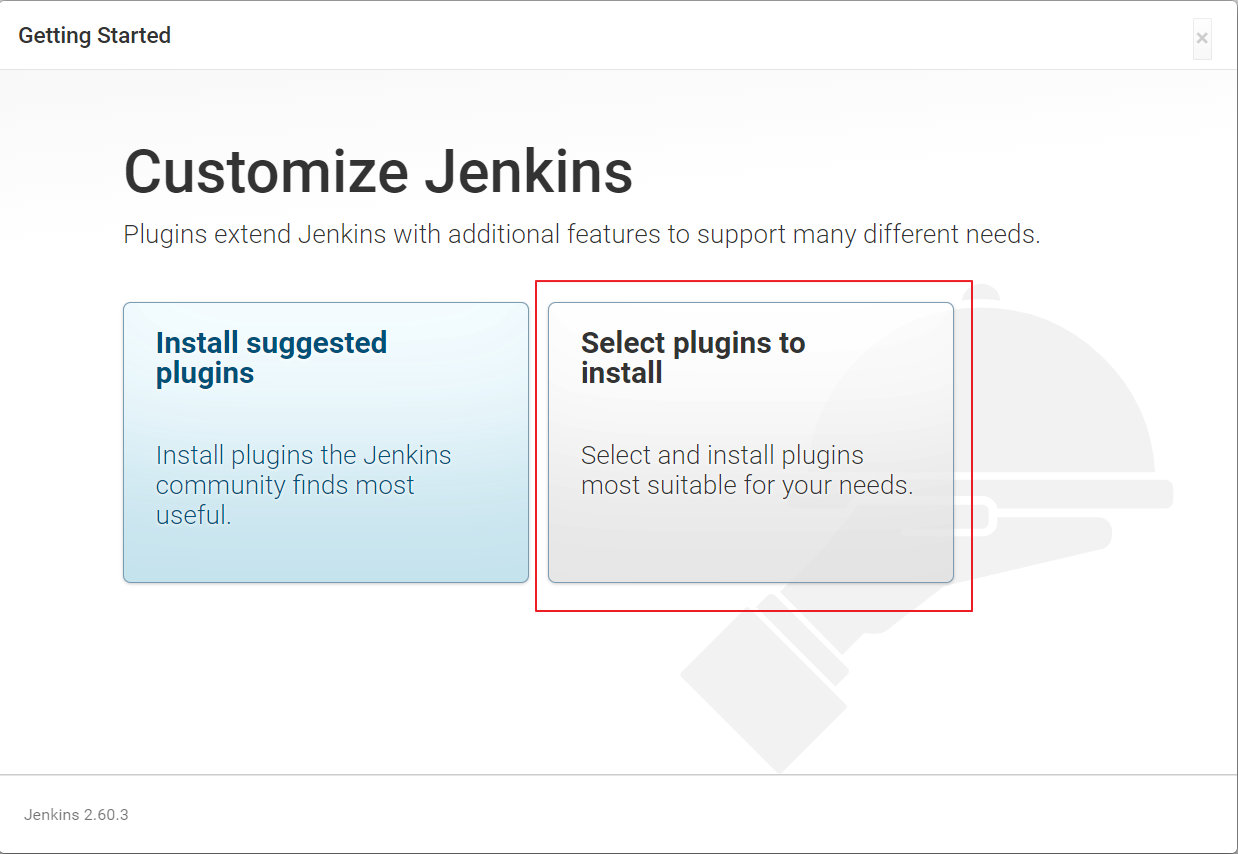 Getting Started
×
Customize Jenkins
Plugins extend Jenkins with additional features to support many different needs.
Install suggested
plugins
Install plugins the Jenkins
community finds most
useful.
Select plugins to
install
Select and install plugins
most suitable for your needs.
Jenkins 2.60.3